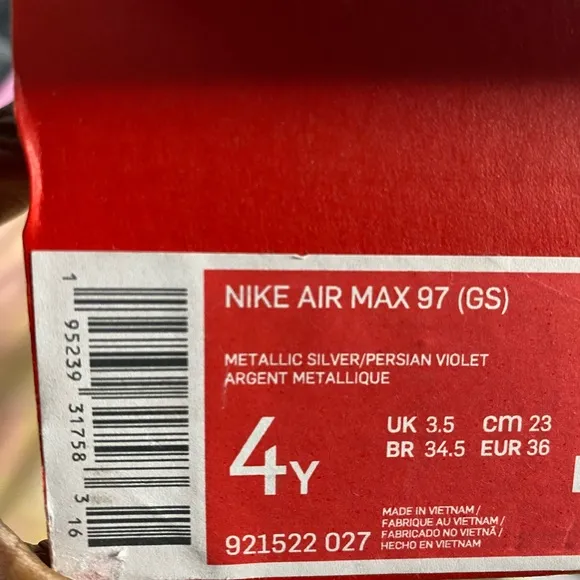 NIKE AIR MAX 97 (GS)
METALLIC SILVER/PERSIAN VIOLET
ARGENT METALLIQUE
4Y
UK 3.5 cm 23
BR 34.5 EUR 36
921522 027
MADE IN VIETNAM /
FABRIQUE AU VIETNAM /
FABRICADO NO VIETNÃ /
HECHO EN VIETNAM
1 95239 31758 3 16